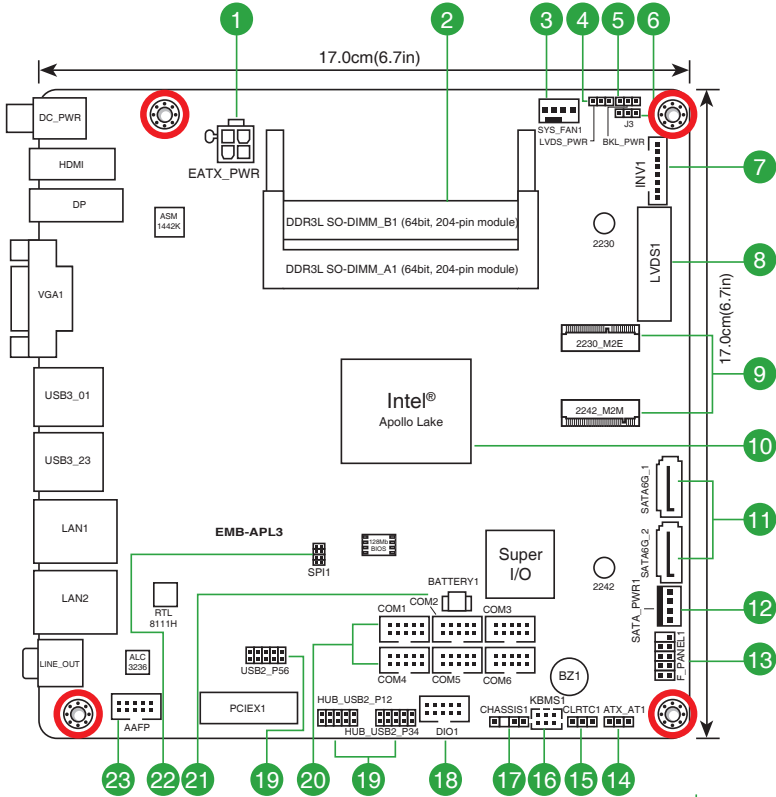 1
2
3
4
5
6
17.0cm(6.7in)
DC_PWR
SYS_FAN1
J3
LVDS_PWR
BKL_PWR
EATX_PWR
HDMI
INV1
7
DP
ASM
1442K
DDR3L SO-DIMM_B1 (64bit, 204-pin module)
2230
LVDS1
8
DDR3L SO-DIMM_A1 (64bit, 204-pin module)
VGA1
17.0cm(6.7in)
2230_M2E
9
USB3_01
Intel®
Apollo Lake
2242_M2M
10
USB3_23
SATA6G_1
11
LAN1
EMB-APL3
128Mb
BIOS
SPI1
Super
I/O
SATA6G_2
2242
BATTERY1
LAN2
RTL
8111H
COM2
COM1
COM3
SATA_PWR1
12
LINE_OUT
ALC
3236
USB2_P56
COM4
COM5
COM6
BZ1
F_PANEL1
13
PCIEX1
HUB_USB2_P12
CHASSIS1
KBMS1
CLRTC1
ATX_AT1
AAFP
HUB_USB2_P34
DIO1
23
22
21
19
20
19
18
17
16
15
14